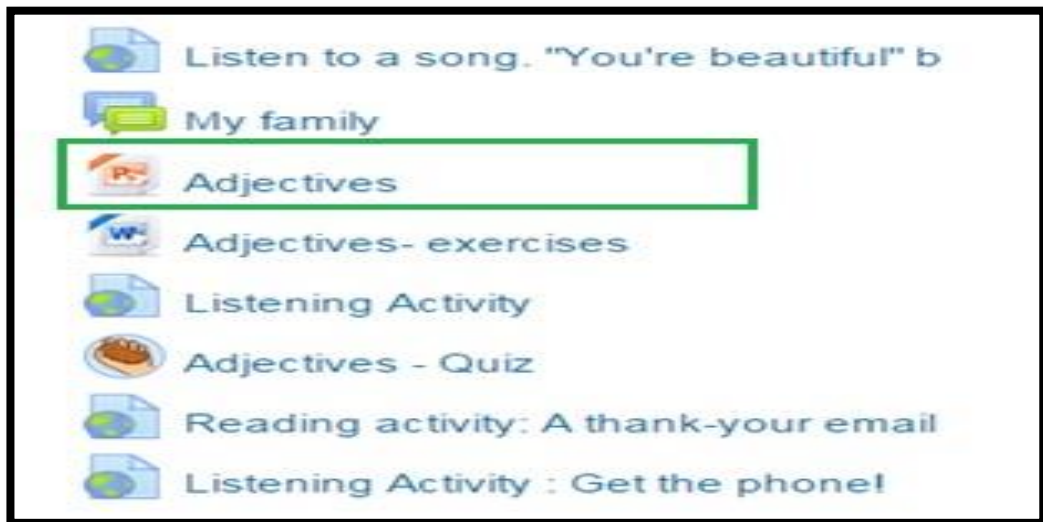 Listen to a song. "You're beautiful" b
My family
Adjectives
Adjectives- exercises
Listening Activity
Adjectives - Quiz
Reading activity: A thank-your email
Listening Activity : Get the phone!